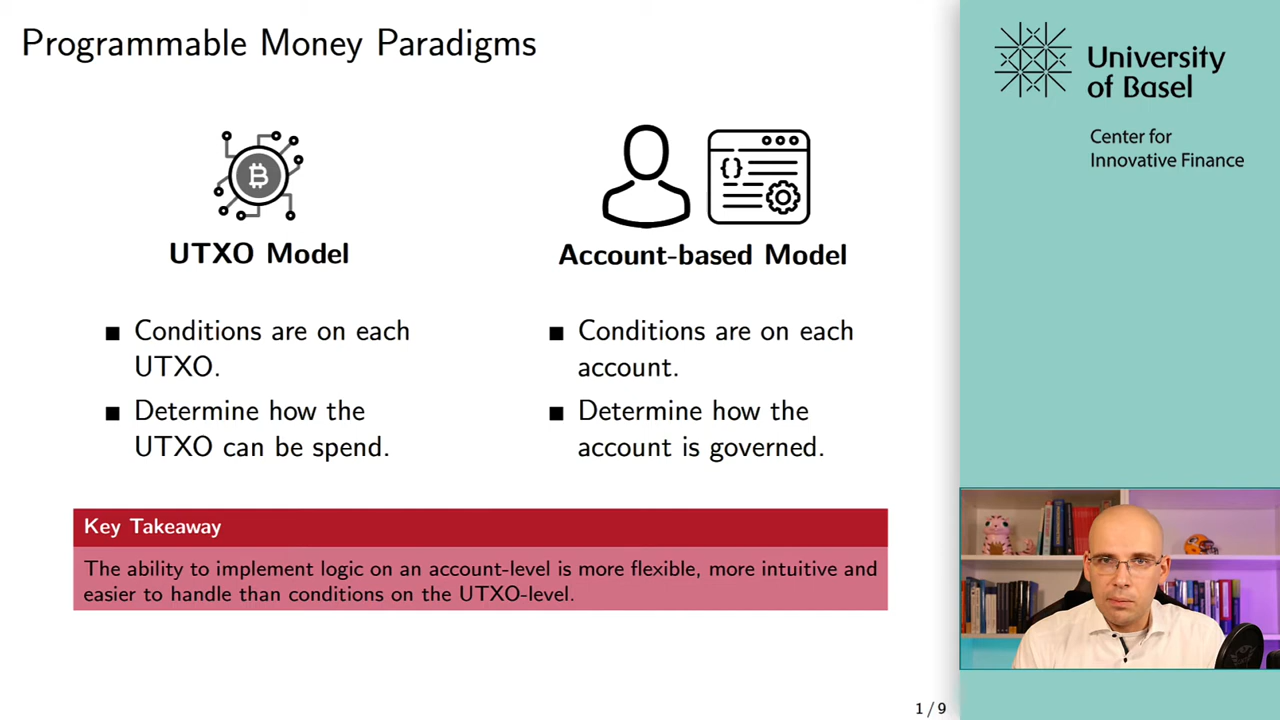 Programmable Money Paradigms
UTXO Model
Conditions are on each
UTXO.
Determine how the
UTXO can be spend.
Account-based Model
Conditions are on each
account.
Determine how the
account is governed.
Key Takeaway
The ability to implement logic on an account-level is more flexible, more intuitive and
easier to handle than conditions on the UTXO-level.
1 / 9
University
of Basel
Center for
Innovative Finance